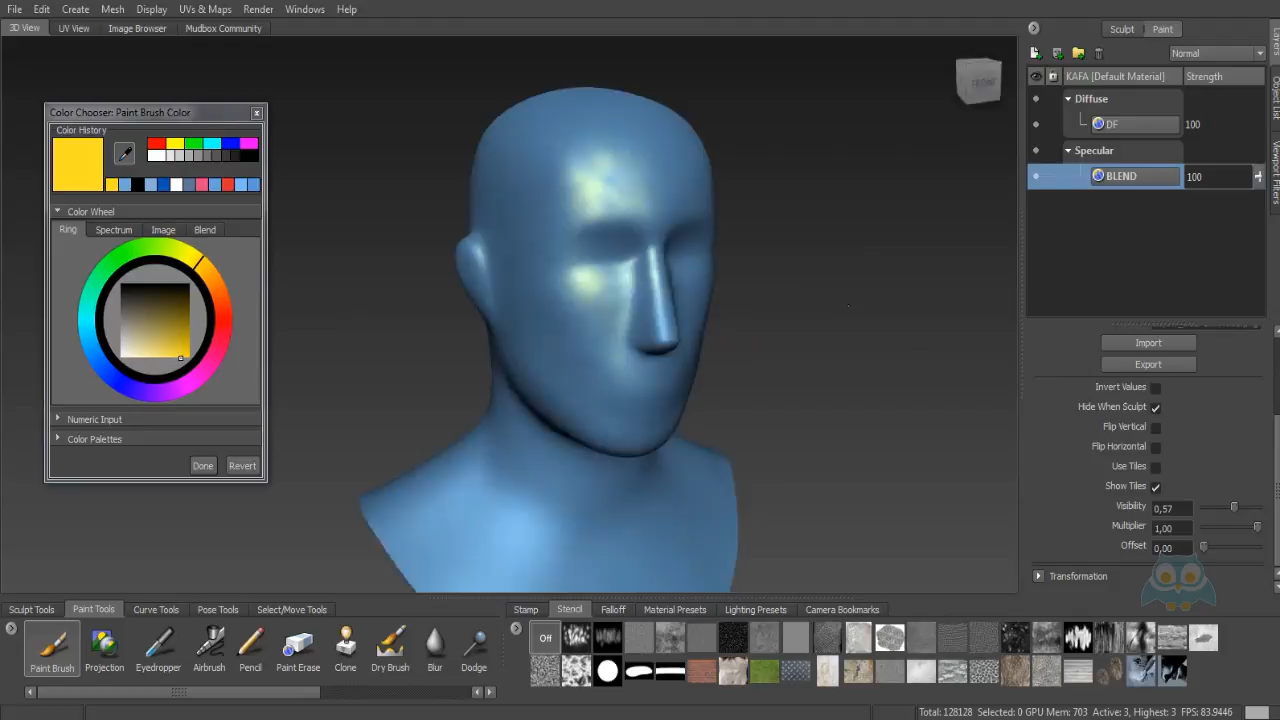 File Edit Create Mesh Display UVs & Maps Render Windows Help
3D View UV View Image Browser Mudbox Community
Sculpt Paint
Layers
Object List
Viewport Filters
Normal
KAFA [Default Material] Strength
Diffuse
DF 100
Specular
BLEND 100
FRONT
Color Chooser: Paint Brush Color
Color History
Color Wheel
Ring Spectrum Image Blend
Numeric Input
Color Palettes
Done Revert
Import
Export
Invert Values
Hide When Sculpt
Flip Vertical
Flip Horizontal
Use Tiles
Show Tiles
Visibility 0,57
Multiplier 1,00
Offset 0,00
Transformation
Sculpt Tools Paint Tools Curve Tools Pose Tools Select/Move Tools
Stamp Stencil Falloff Material Presets Lighting Presets Camera Bookmarks
Off
Paint Brush Projection Eyedropper Airbrush Pencil Paint Erase Clone Dry Brush Blur Dodge
Total: 128128 Selected: 0 GPU Mem: 703 Active: 3, Highest: 3 FPS: 83.9446